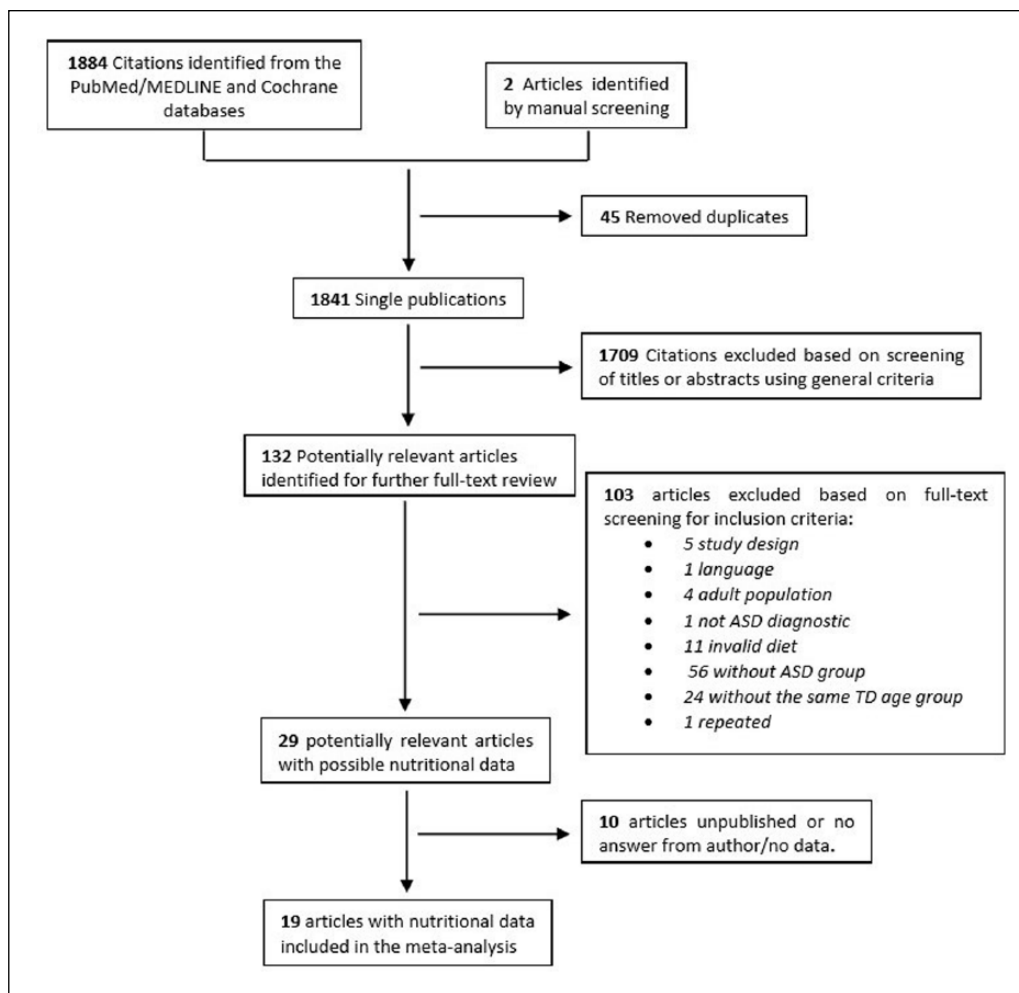 1884 Citations identified from the
PubMed/MEDLINE and Cochrane
databases
2 Articles identified
by manual screening
45 Removed duplicates
1841 Single publications
1709 Citations excluded based on screening
of titles or abstracts using general criteria
132 Potentially relevant articles
identified for further full-text review
103 articles excluded based on full-text
screening for inclusion criteria:
• 5 study design
• 1 language
• 4 adult population
• 1 not ASD diagnostic
• 11 invalid diet
• 56 without ASD group
• 24 without the same TD age group
• 1 repeated
29 potentially relevant articles
with possible nutritional data
10 articles unpublished or no
answer from author/no data.
19 articles with nutritional data
included in the meta-analysis